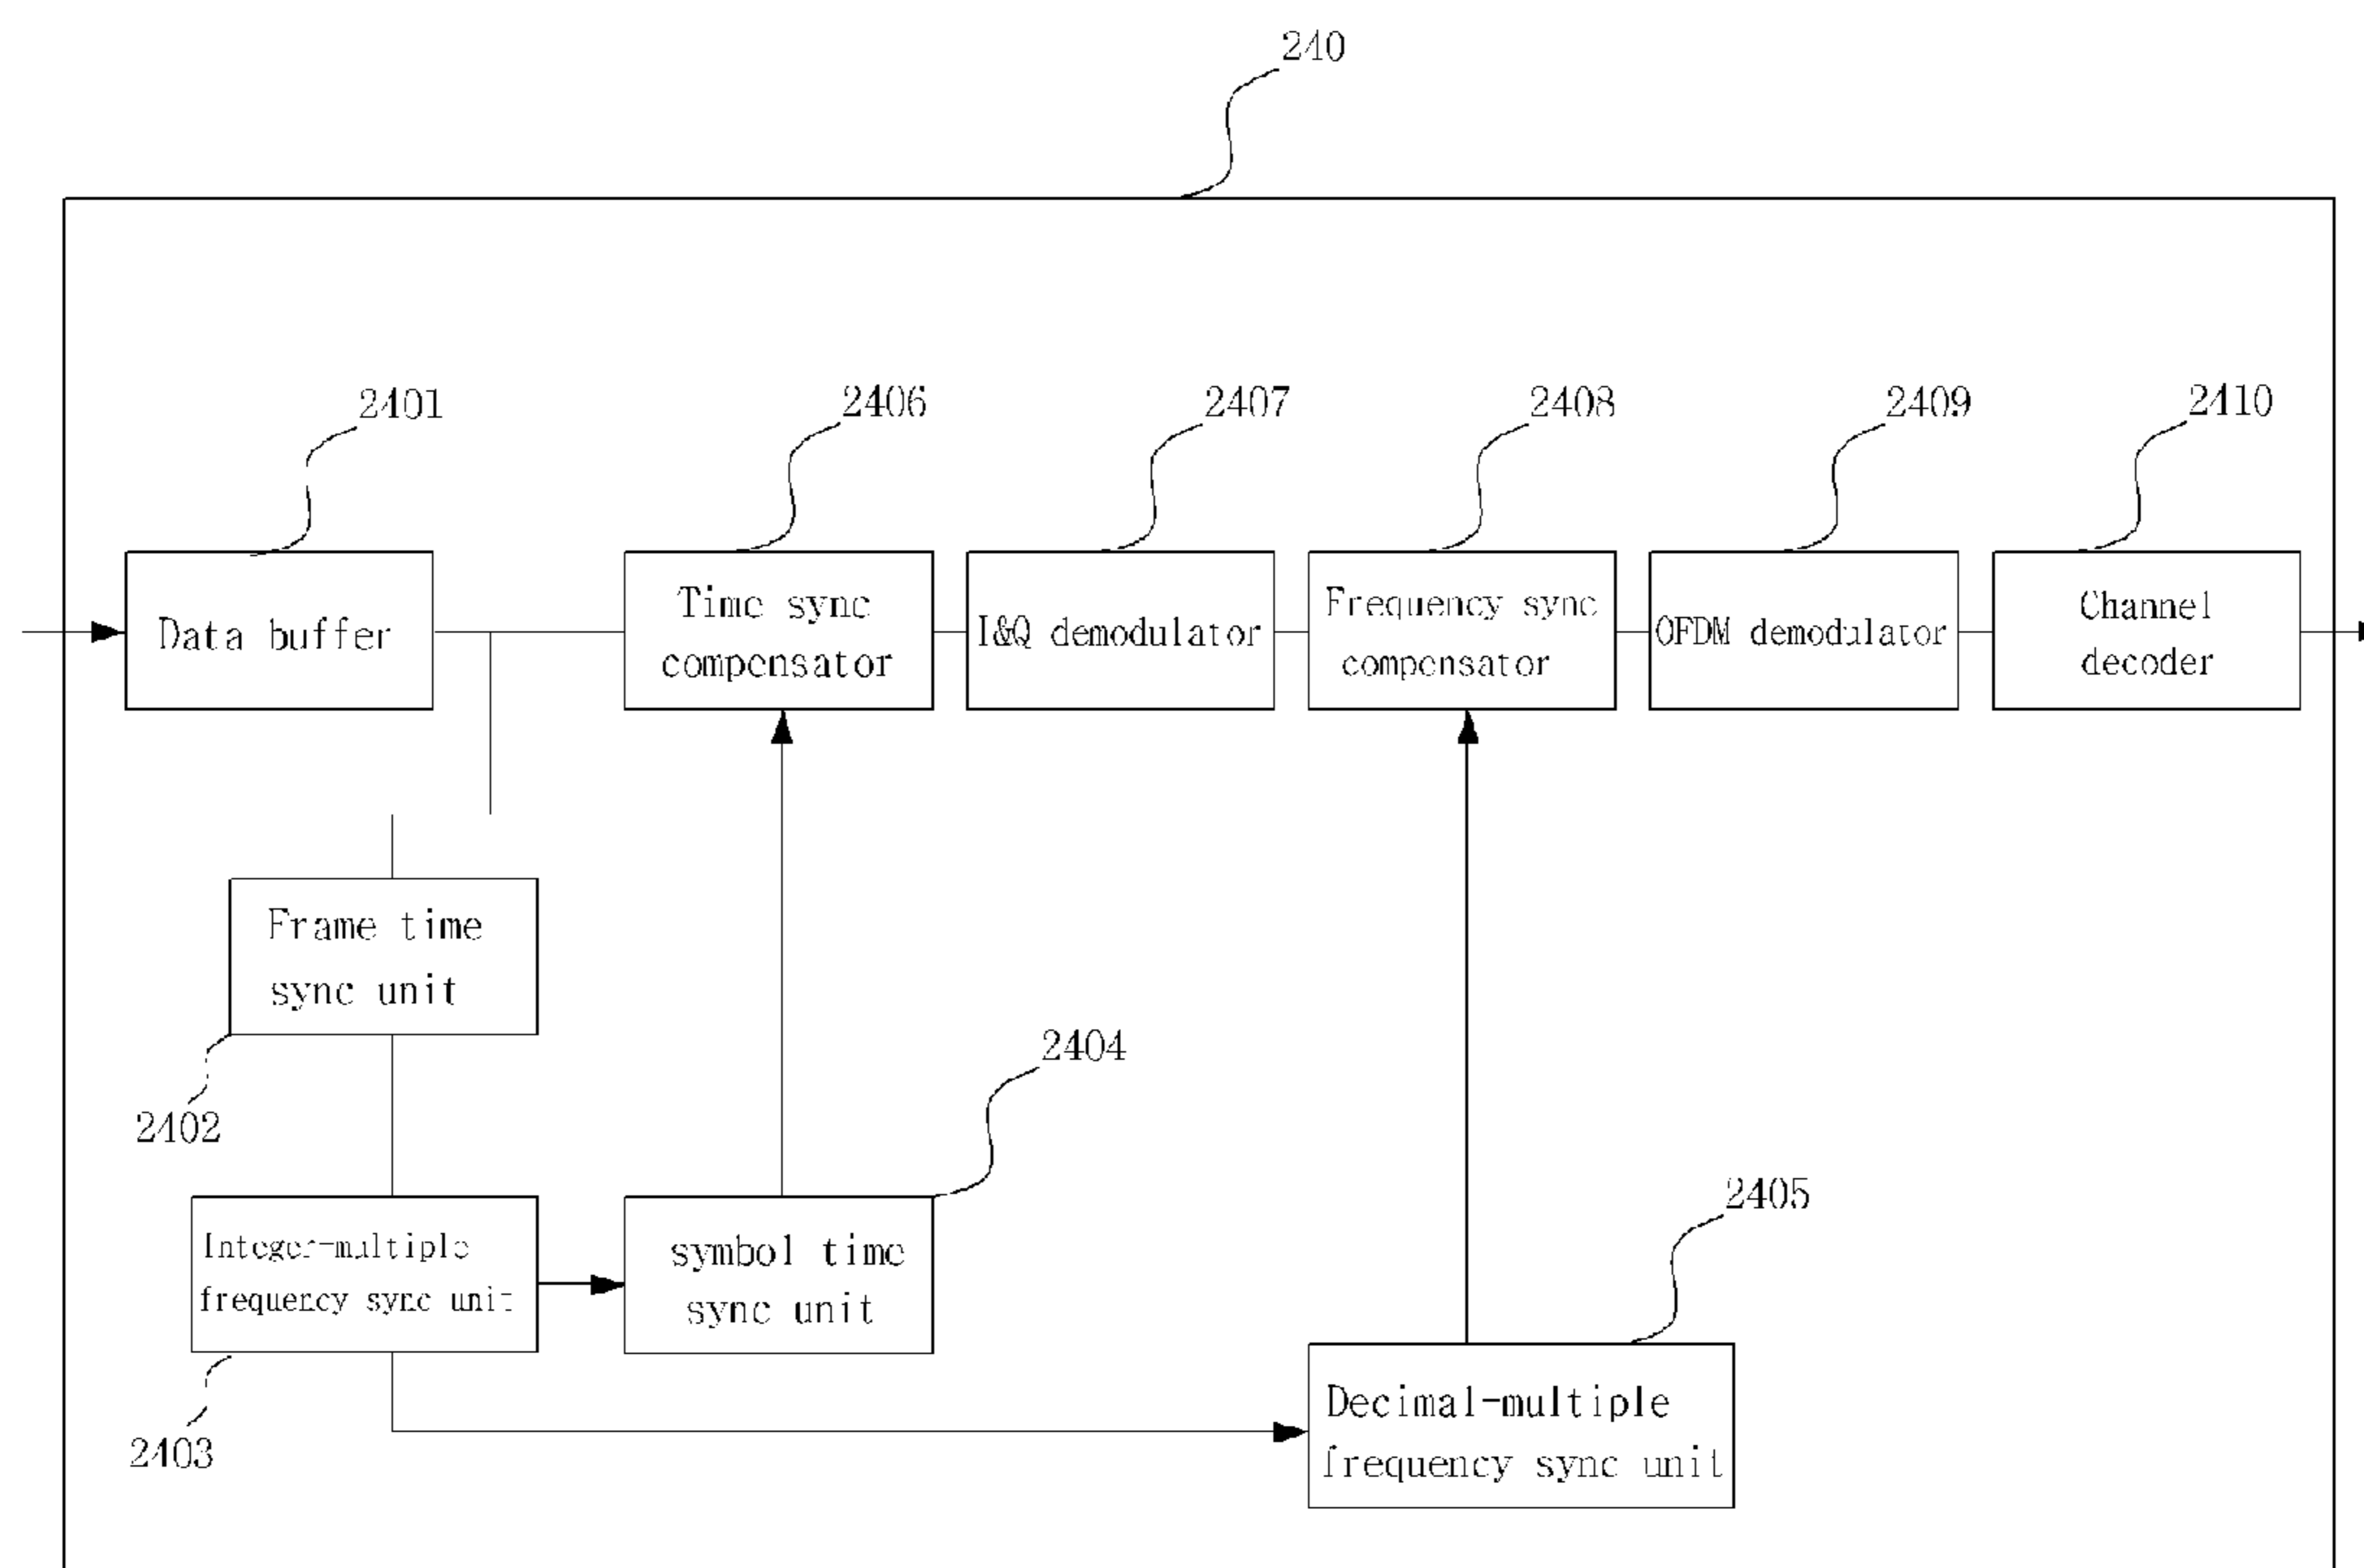 240
2401
2406
2407
2408
2409
2410
Data buffer
Time sync
compensator
I&Q demodulator
Frequency sync
compensator
OFDM demodulator
Channel
decoder
Frame time
sync unit
2402
2404
Integer-multiple
frequency sync unit
symbol time
sync unit
2405
2403
Decimal-multiple
frequency sync unit